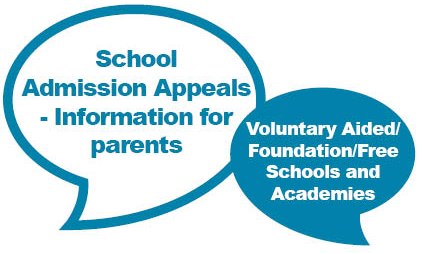 School
Admission Appeals
- Information for
parents
Voluntary Aided/
Foundation/Free
Schools and
Academies